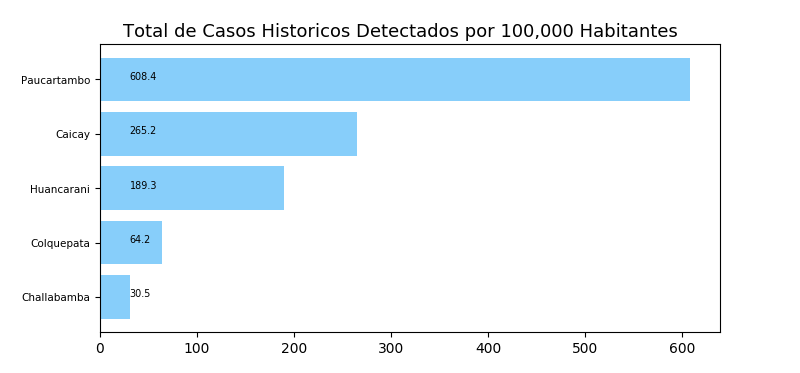 Total de Casos Historicos Detectados por 100,000 Habitantes
Paucartambo 608.4
Caicay 265.2
Huancarani 189.3
Colquepata 64.2
Challabamba 30.5
0 100 200 300 400 500 600